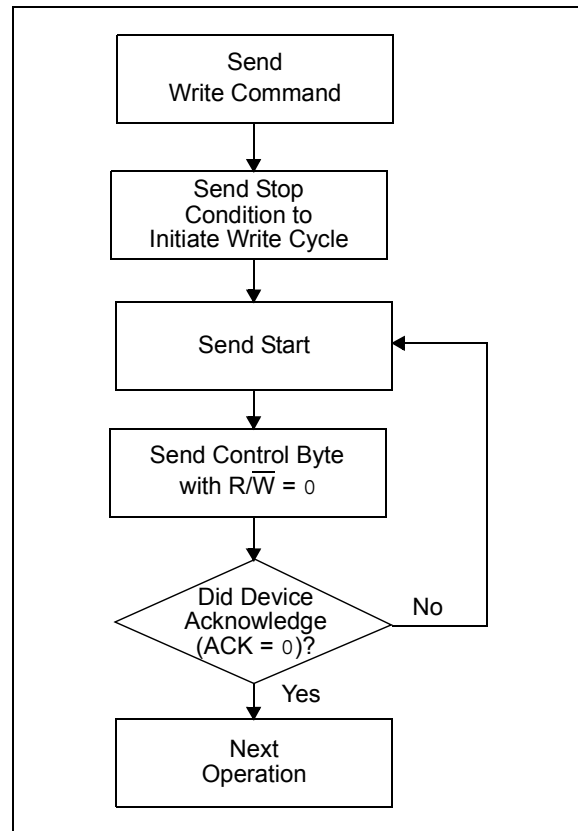 Send
Write Command
Send Stop
Condition to
Initiate Write Cycle
Send Start
Send Control Byte
with R/W̅ = 0
Did Device
Acknowledge
(ACK = 0)?
No
Yes
Next
Operation